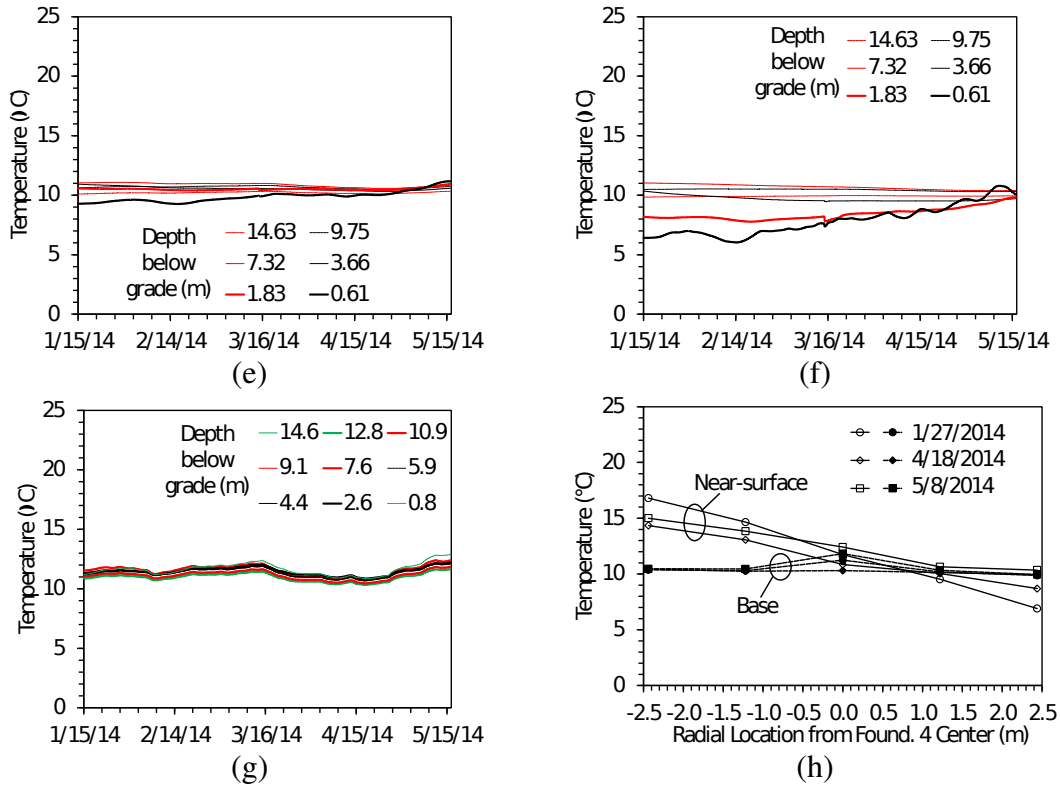 25
20
15
10
5
0
Temperature ()C)
Depth
below
grade (m)
14.63 9.75
7.32 3.66
1.83 0.61
1/15/14 2/14/14 3/16/14 4/15/14 5/15/14
(e)
25
20
15
10
5
0
Temperature ()C)
Depth
below
grade (m)
14.63 9.75
7.32 3.66
1.83 0.61
1/15/14 2/14/14 3/16/14 4/15/14 5/15/14
(f)
25
20
15
10
5
0
Temperature ()C)
Depth
below
grade (m)
14.6 12.8 10.9
9.1 7.6 5.9
4.4 2.6 0.8
1/15/14 2/14/14 3/16/14 4/15/14 5/15/14
(g)
25
20
15
10
5
0
Temperature (°C)
1/27/2014
4/18/2014
5/8/2014
Near-surface
Base
-2.5 -2.0 -1.5 -1.0 -0.5 0.0 0.5 1.0 1.5 2.0 2.5
Radial Location from Found. 4 Center (m)
(h)